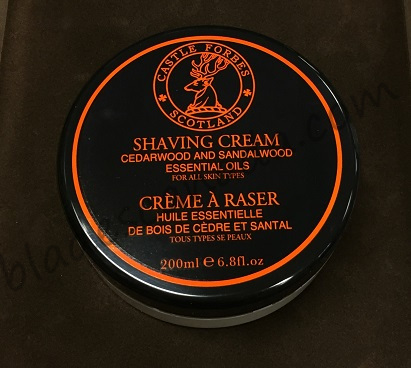 CASTLE FORBES
SCOTLAND
SHAVING CREAM
CEDARWOOD AND SANDALWOOD
ESSENTIAL OILS
FOR ALL SKIN TYPES
CRÈME À RASER
HUILE ESSENTIELLE
DE BOIS DE CÈDRE ET SANTAL
TOUS TYPES SE PEAUX
200ml e 6.8fl.oz